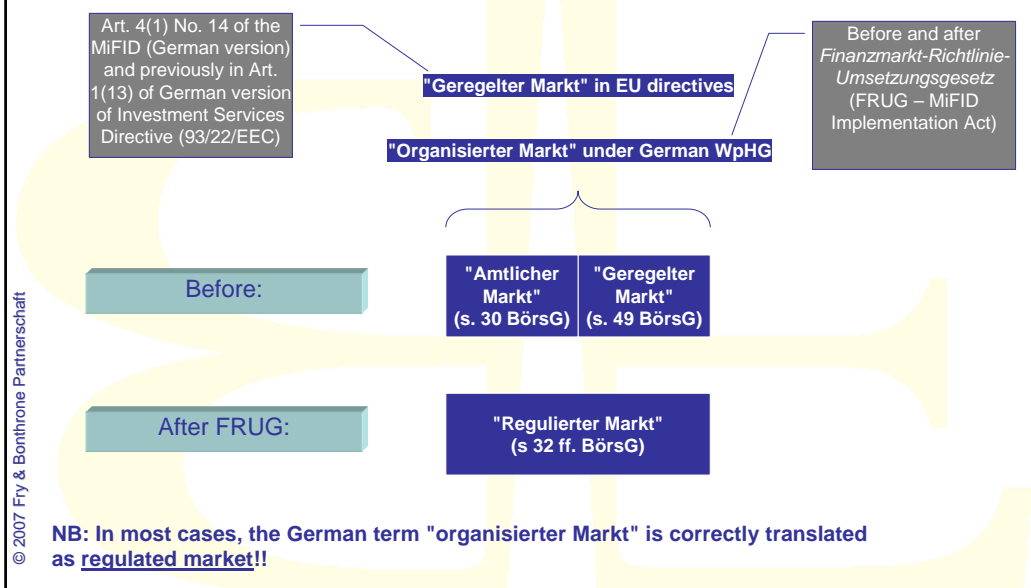 Art. 4(1) No. 14 of the
MiFID (German version)
and previously in Art.
1(13) of German version
of Investment Services
Directive (93/22/EEC)
"Geregelter Markt" in EU directives
Before and after
Finanzmarkt-Richtlinie-
Umsetzungsgesetz
(FRUG – MiFID
Implementation Act)
"Organisierter Markt" under German WpHG
Before:
"Amtlicher
Markt"
(s. 30 BörsG)
"Geregelter
Markt"
(s. 49 BörsG)
After FRUG:
"Regulierter Markt"
(s 32 ff. BörsG)
NB: In most cases, the German term "organisierter Markt" is correctly translated
as regulated market!!
© 2007 Fry & Bonthrone Partnerschaft